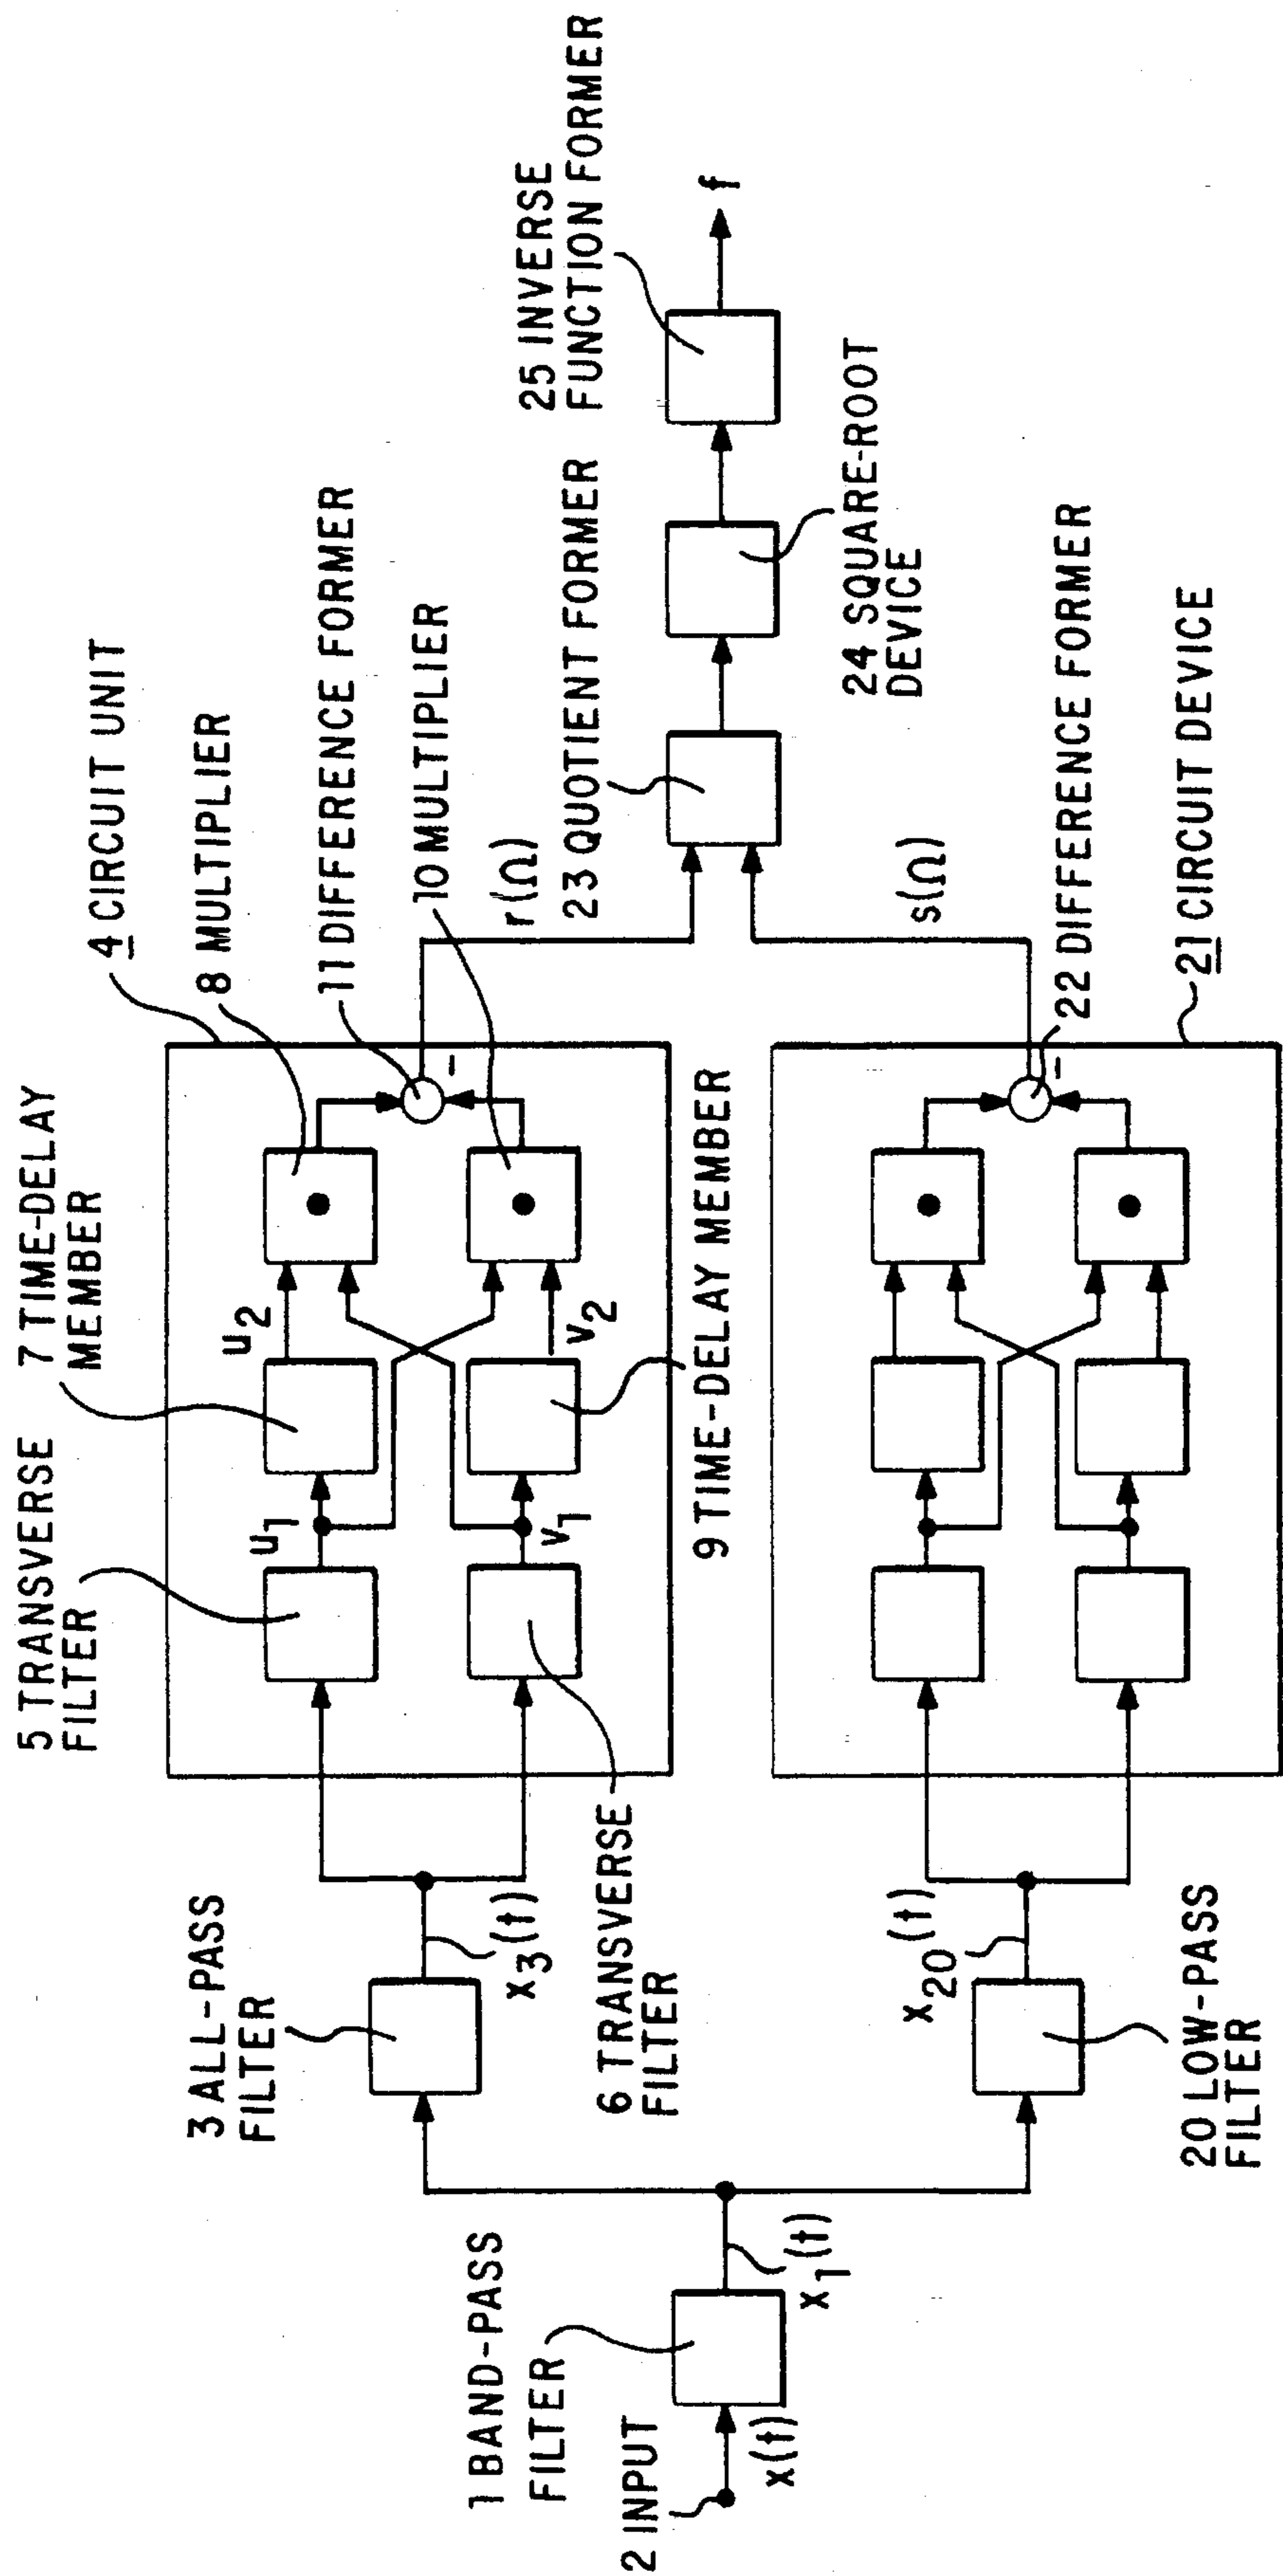 2 INPUT
x(t)
1 BAND-PASS
FILTER
x1(t)
3 ALL-PASS
FILTER
x3(t)
20 LOW-PASS
FILTER
x20(t)
5 TRANSVERSE
FILTER
6 TRANSVERSE
FILTER
u1
v1
7 TIME-DELAY
MEMBER
u2
v2
9 TIME-DELAY MEMBER
4 CIRCUIT UNIT
8 MULTIPLIER
11 DIFFERENCE FORMER
10 MULTIPLIER
-
-
r(Ω)
s(Ω)
22 DIFFERENCE FORMER
21 CIRCUIT DEVICE
23 QUOTIENT FORMER
24 SQUARE-ROOT
DEVICE
25 INVERSE
FUNCTION FORMER
f